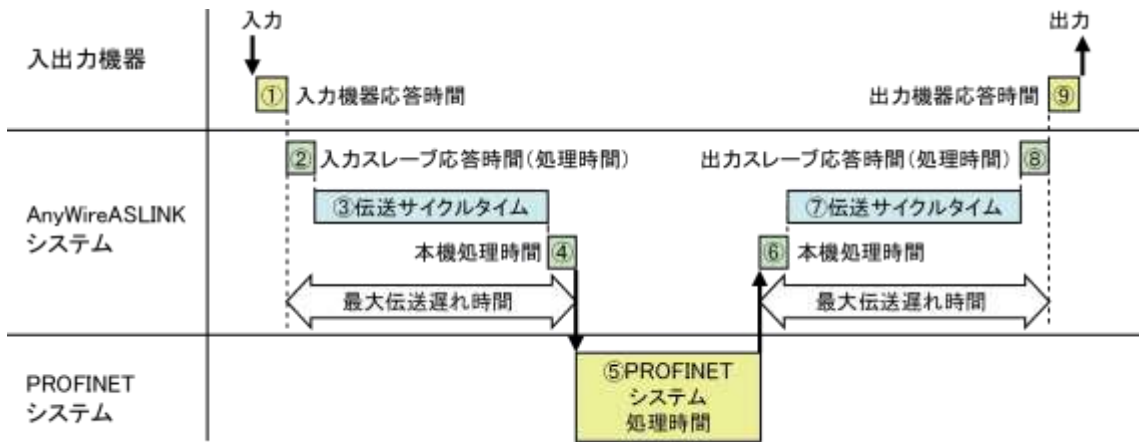 入力
出力
入出力機器
① 入力機器応答時間
出力機器応答時間 ⑨
② 入力スレーブ応答時間(処理時間)
出力スレーブ応答時間(処理時間) ⑧
AnyWireASLINK
システム
③伝送サイクルタイム
⑦伝送サイクルタイム
本機処理時間 ④
⑥ 本機処理時間
最大伝送遅れ時間
最大伝送遅れ時間
PROFINET
システム
⑤PROFINET
システム
処理時間